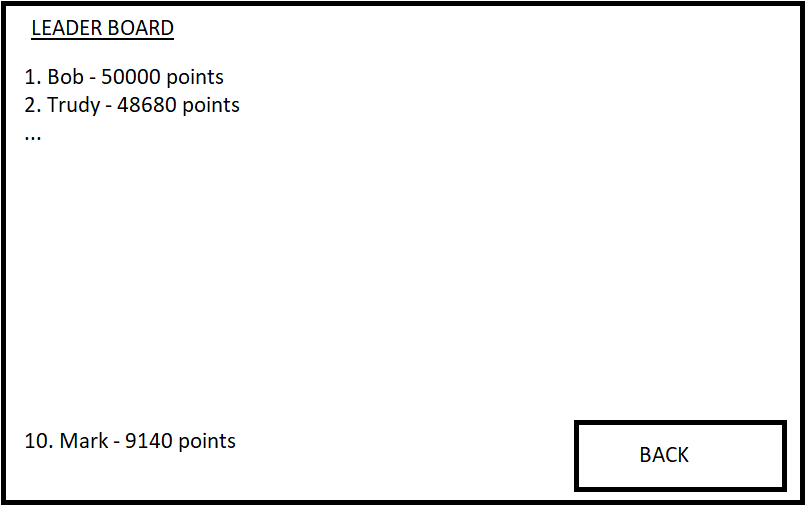 LEADER BOARD
1. Bob - 50000 points
2. Trudy - 48680 points
...
10. Mark - 9140 points
BACK